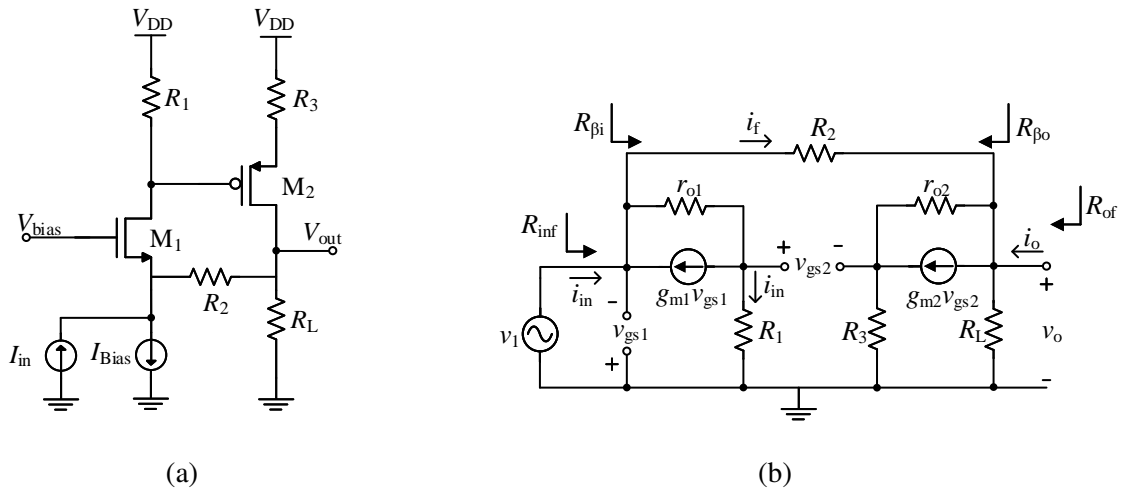 V_DD
V_DD
R_1
R_3
M_2
V_bias
M_1
V_out
R_2
R_L
I_in
I_Bias
(a)
R_βi
i_f
R_2
R_βo
r_o1
r_o2
R_inf
R_of
i_in
g_m1v_gs1
+
v_gs2
-
g_m2v_gs2
i_o
+
-
v_gs1
+
i_in
v_1
R_1
R_3
R_L
v_o
-
(b)